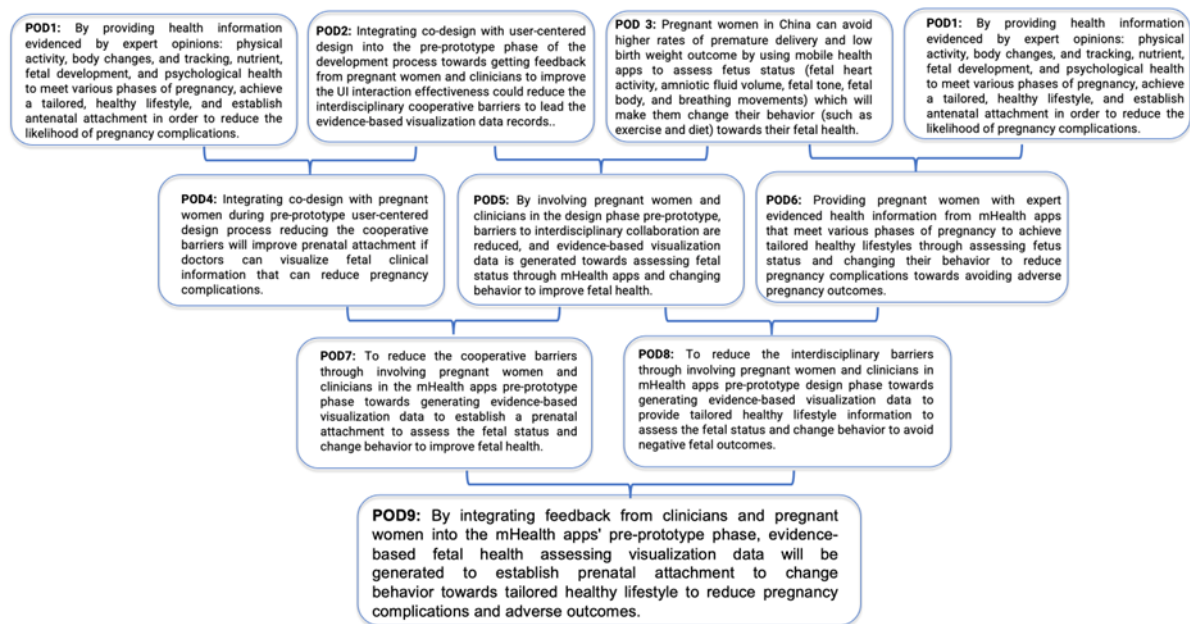 POD1: By providing health information
evidenced by expert opinions: physical
activity, body changes, and tracking, nutrient,
fetal development, and psychological health
to meet various phases of pregnancy, achieve
a tailored, healthy lifestyle, and establish
antenatal attachment in order to reduce the
likelihood of pregnancy complications.
POD2: Integrating co-design with user-centered
design into the pre-prototype phase of the
development process towards getting feedback
from pregnant women and clinicians to improve
the UI interaction effectiveness could reduce the
interdisciplinary cooperative barriers to lead the
evidence-based visualization data records..
POD 3: Pregnant women in China can avoid
higher rates of premature delivery and low
birth weight outcome by using mobile health
apps to assess fetus status (fetal heart
activity, amniotic fluid volume, fetal tone, fetal
body, and breathing movements) which will
make them change their behavior (such as
exercise and diet) towards their fetal health.
POD1: By providing health information
evidenced by expert opinions: physical
activity, body changes, and tracking, nutrient,
fetal development, and psychological health
to meet various phases of pregnancy, achieve
a tailored, healthy lifestyle, and establish
antenatal attachment in order to reduce the
likelihood of pregnancy complications.
POD4: Integrating co-design with pregnant
women during pre-prototype user-centered
design process reducing the cooperative
barriers will improve prenatal attachment if
doctors can visualize fetal clinical
information that can reduce pregnancy
complications.
POD5: By involving pregnant women and
clinicians in the design phase pre-prototype,
barriers to interdisciplinary collaboration are
reduced, and evidence-based visualization
data is generated towards assessing fetal
status through mHealth apps and changing
behavior to improve fetal health.
POD6: Providing pregnant women with expert
evidenced health information from mHealth apps
that meet various phases of pregnancy to achieve
tailored healthy lifestyles through assessing fetus
status and changing their behavior to reduce
pregnancy complications towards avoiding adverse
pregnancy outcomes.
POD7: To reduce the cooperative barriers
through involving pregnant women and
clinicians in the mHealth apps pre-prototype
phase towards generating evidence-based
visualization data to establish a prenatal
attachment to assess the fetal status and
change behavior to improve fetal health.
POD8: To reduce the interdisciplinary barriers
through involving pregnant women and clinicians in
mHealth apps pre-prototype design phase towards
generating evidence-based visualization data to
provide tailored healthy lifestyle information to
assess the fetal status and change behavior to avoid
negative fetal outcomes.
POD9: By integrating feedback from clinicians and pregnant
women into the mHealth apps' pre-prototype phase, evidence-
based fetal health assessing visualization data will be
generated to establish prenatal attachment to change
behavior towards tailored healthy lifestyle to reduce pregnancy
complications and adverse outcomes.